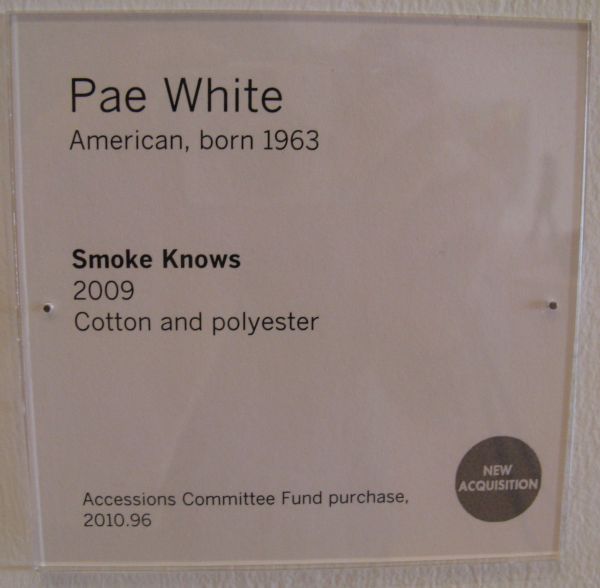 Pae White
American, born 1963
Smoke Knows
2009
Cotton and polyester
Accessions Committee Fund purchase,
2010.96
NEW
ACQUISITION